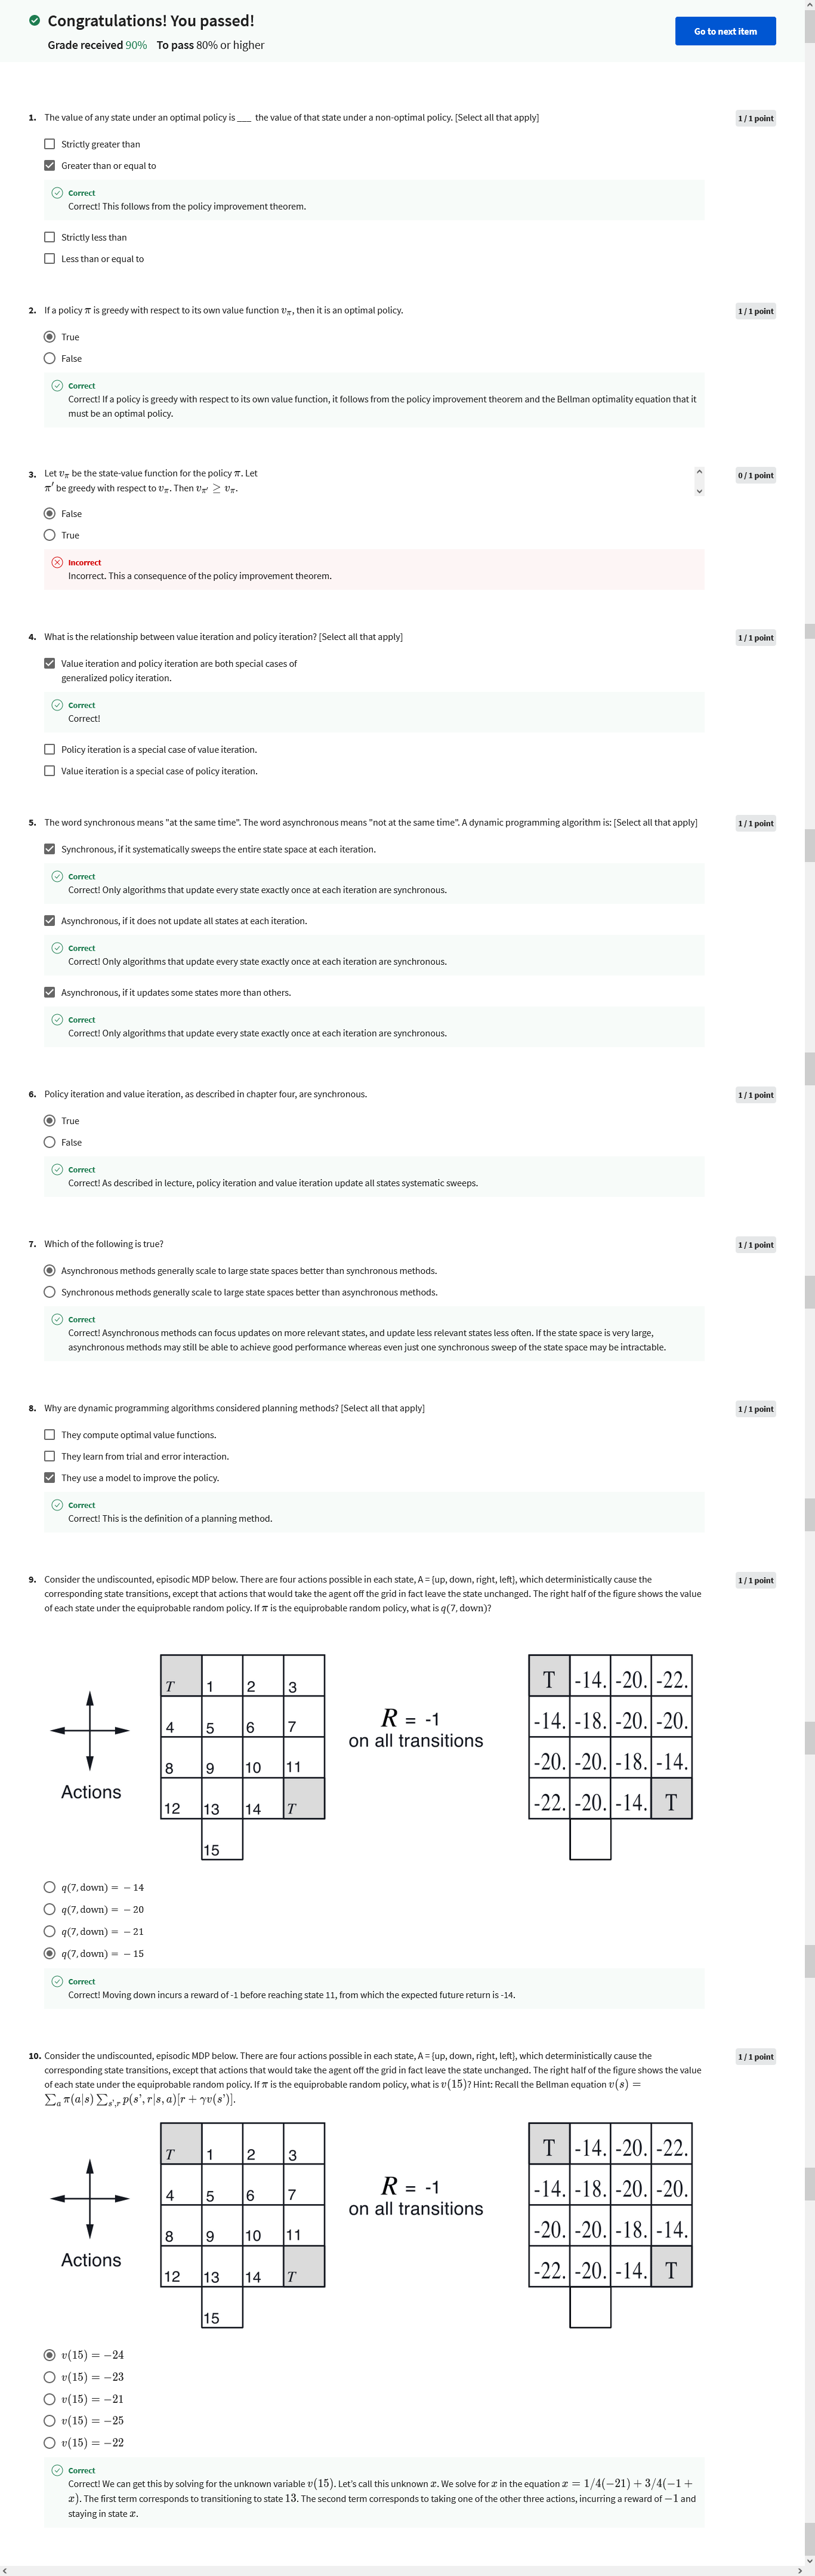 Congratulations! You passed!
Grade received 90% To pass 80% or higher
Go to next item
1. The value of any state under an optimal policy is ___ the value of that state under a non-optimal policy. [Select all that apply]
1 / 1 point
Strictly greater than
Greater than or equal to
Correct
Correct! This follows from the policy improvement theorem.
Strictly less than
Less than or equal to
2. If a policy π is greedy with respect to its own value function vπ, then it is an optimal policy.
1 / 1 point
True
False
Correct
Correct! If a policy is greedy with respect to its own value function, it follows from the policy improvement theorem and the Bellman optimality equation that it
must be an optimal policy.
3. Let vπ be the state-value function for the policy π. Let
π′ be greedy with respect to vπ. Then vπ′ ≥ vπ.
0 / 1 point
False
True
Incorrect
Incorrect. This a consequence of the policy improvement theorem.
4. What is the relationship between value iteration and policy iteration? [Select all that apply]
1 / 1 point
Value iteration and policy iteration are both special cases of
generalized policy iteration.
Correct
Correct!
Policy iteration is a special case of value iteration.
Value iteration is a special case of policy iteration.
5. The word synchronous means "at the same time". The word asynchronous means "not at the same time". A dynamic programming algorithm is: [Select all that apply]
1 / 1 point
Synchronous, if it systematically sweeps the entire state space at each iteration.
Correct
Correct! Only algorithms that update every state exactly once at each iteration are synchronous.
Asynchronous, if it does not update all states at each iteration.
Correct
Correct! Only algorithms that update every state exactly once at each iteration are synchronous.
Asynchronous, if it updates some states more than others.
Correct
Correct! Only algorithms that update every state exactly once at each iteration are synchronous.
6. Policy iteration and value iteration, as described in chapter four, are synchronous.
1 / 1 point
True
False
Correct
Correct! As described in lecture, policy iteration and value iteration update all states systematic sweeps.
7. Which of the following is true?
1 / 1 point
Asynchronous methods generally scale to large state spaces better than synchronous methods.
Synchronous methods generally scale to large state spaces better than asynchronous methods.
Correct
Correct! Asynchronous methods can focus updates on more relevant states, and update less relevant states less often. If the state space is very large,
asynchronous methods may still be able to achieve good performance whereas even just one synchronous sweep of the state space may be intractable.
8. Why are dynamic programming algorithms considered planning methods? [Select all that apply]
1 / 1 point
They compute optimal value functions.
They learn from trial and error interaction.
They use a model to improve the policy.
Correct
Correct! This is the definition of a planning method.
9. Consider the undiscounted, episodic MDP below. There are four actions possible in each state, A = {up, down, right, left}, which deterministically cause the
1 / 1 point
corresponding state transitions, except that actions that would take the agent off the grid in fact leave the state unchanged. The right half of the figure shows the value
of each state under the equiprobable random policy. If π is the equiprobable random policy, what is q(7, down)?
T 1 2 3
4 5 6 7
8 9 10 11
12 13 14 T
15
Actions
R = -1
on all transitions
T -14. -20. -22.
-14. -18. -20. -20.
-20. -20. -18. -14.
-22. -20. -14. T
q(7, down) = − 14
q(7, down) = − 20
q(7, down) = − 21
q(7, down) = − 15
Correct
Correct! Moving down incurs a reward of -1 before reaching state 11, from which the expected future return is -14.
10. Consider the undiscounted, episodic MDP below. There are four actions possible in each state, A = {up, down, right, left}, which deterministically cause the
1 / 1 point
corresponding state transitions, except that actions that would take the agent off the grid in fact leave the state unchanged. The right half of the figure shows the value
of each state under the equiprobable random policy. If π is the equiprobable random policy, what is v(15)? Hint: Recall the Bellman equation v(s) =
∑a π(a|s) ∑s',r p(s', r|s, a)[r + γv(s')].
T 1 2 3
4 5 6 7
8 9 10 11
12 13 14 T
15
Actions
R = -1
on all transitions
T -14. -20. -22.
-14. -18. -20. -20.
-20. -20. -18. -14.
-22. -20. -14. T
v(15) = −24
v(15) = −23
v(15) = −21
v(15) = −25
v(15) = −22
Correct
Correct! We can get this by solving for the unknown variable v(15). Let's call this unknown x. We solve for x in the equation x = 1/4(−21) + 3/4(−1 +
x). The first term corresponds to transitioning to state 13. The second term corresponds to taking one of the other three actions, incurring a reward of −1 and
staying in state x.